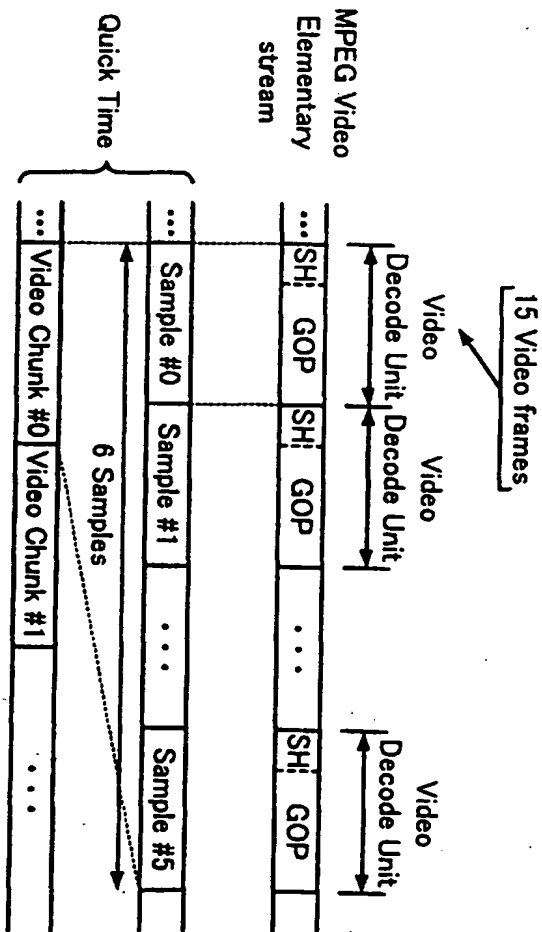 15 Video frames
Video Video Video
Decode Unit Decode Unit Decode Unit
MPEG Video
Elementary
stream
... SH GOP SH GOP ... SH GOP
Quick Time
... Sample #0 Sample #1 ... Sample #5
6 Samples
... Video Chunk #0 Video Chunk #1 ...